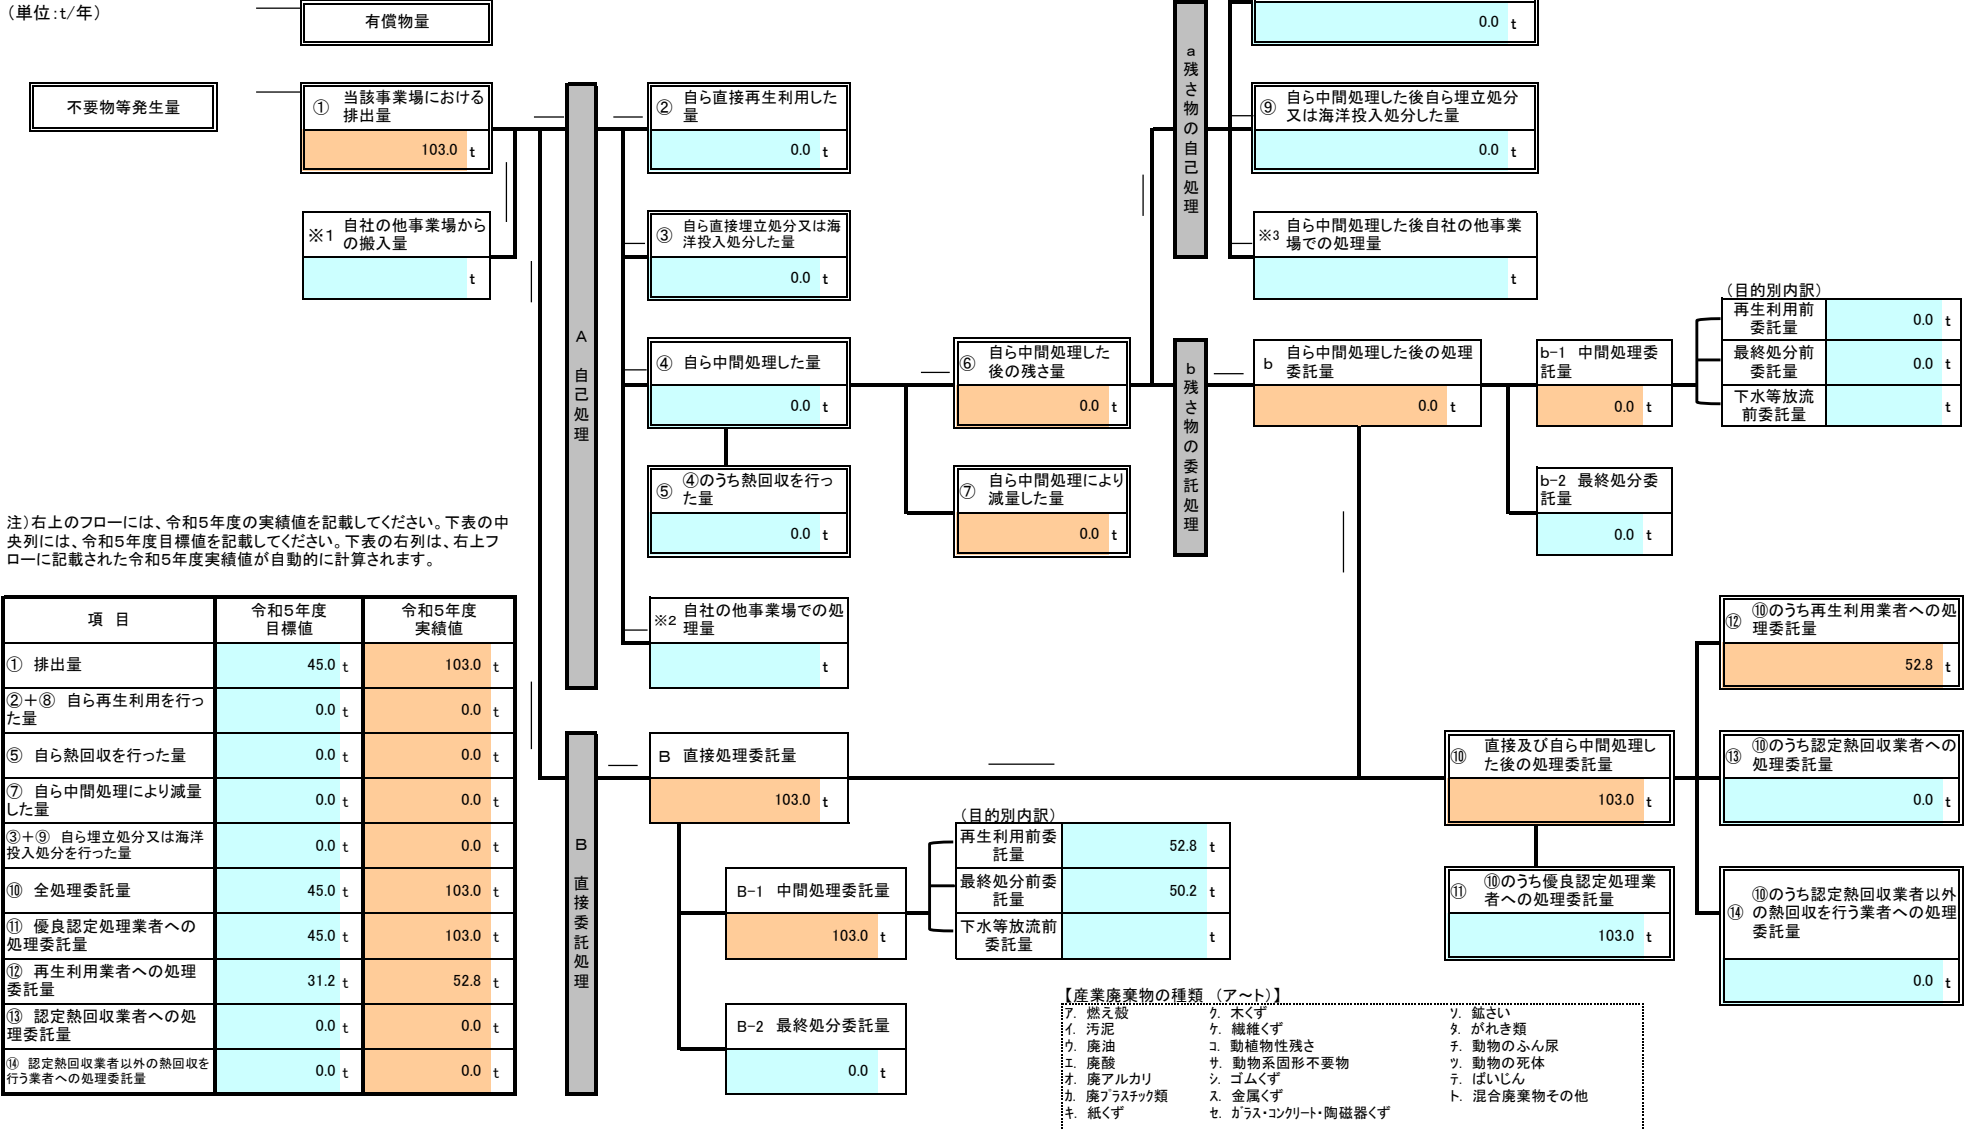 （単位：t/年）
有償物量
0.0 t
不要物等発生量
① 当該事業場における
排出量
103.0 t
※1 自社の他事業場から
の搬入量
t
A 自己処理
② 自ら直接再生利用した
量
0.0 t
③ 自ら直接埋立処分又は海
洋投入処分した量
0.0 t
④ 自ら中間処理した量
0.0 t
⑤ ④のうち熱回収を行っ
た量
0.0 t
※2 自社の他事業場での処
理量
t
⑥ 自ら中間処理した
後の残さ量
0.0 t
⑦ 自ら中間処理により
減量した量
0.0 t
a 残さ物の自己処理
⑨ 自ら中間処理した後自ら埋立処分
又は海洋投入処分した量
0.0 t
※3 自ら中間処理した後自社の他事業
場での処理量
t
b 残さ物の委託処理
b 自ら中間処理した後の処理
委託量
0.0 t
b-1 中間処理委
託量
0.0 t
b-2 最終処分委
託量
0.0 t
（目的別内訳）
再生利用前
委託量
0.0 t
最終処分前
委託量
0.0 t
下水等放流
前委託量
t
注）右上のフローには、令和5年度の実績値を記載してください。下表の中
央列には、令和5年度目標値を記載してください。下表の右列は、右上フ
ローに記載された令和5年度実績値が自動的に計算されます。
項 目
令和5年度
目標値
令和5年度
実績値
① 排出量 45.0 t 103.0 t
②＋⑧ 自ら再生利用を行っ
た量 0.0 t 0.0 t
⑤ 自ら熱回収を行った量 0.0 t 0.0 t
⑦ 自ら中間処理により減量
した量 0.0 t 0.0 t
③＋⑨ 自ら埋立処分又は海洋
投入処分を行った量 0.0 t 0.0 t
⑩ 全処理委託量 45.0 t 103.0 t
⑪ 優良認定処理業者への
処理委託量 45.0 t 103.0 t
⑫ 再生利用業者への処理
委託量 31.2 t 52.8 t
⑬ 認定熱回収業者への処
理委託量 0.0 t 0.0 t
⑭ 認定熱回収業者以外の熱回収を
行う業者への処理委託量 0.0 t 0.0 t
B 直接委託処理
B 直接処理委託量
103.0 t
B-1 中間処理委託量
103.0 t
B-2 最終処分委託量
0.0 t
（目的別内訳）
再生利用前委
託量
52.8 t
最終処分前委
託量
50.2 t
下水等放流前
委託量
t
⑩ 直接及び自ら中間処理し
た後の処理委託量
103.0 t
⑪ ⑩のうち優良認定処理業
者への処理委託量
103.0 t
⑫ ⑩のうち再生利用業者への処
理委託量
52.8 t
⑬ ⑩のうち認定熱回収業者への
処理委託量
0.0 t
⑭ ⑩のうち認定熱回収業者以外
の熱回収を行う業者への処理
委託量
0.0 t
【産業廃棄物の種類 （ア～ト）】
ｱ. 燃え殻
ｲ. 汚泥
ｳ. 廃油
ｴ. 廃酸
ｵ. 廃アルカリ
ｶ. 廃ﾌﾟﾗｽﾁｯｸ類
ｷ. 紙くず
ｸ. 木くず
ｹ. 繊維くず
ｺ. 動植物性残さ
ｻ. 動物系固形不要物
ｼ. ゴムくず
ｽ. 金属くず
ｾ. ｶﾞﾗｽ･ｺﾝｸﾘｰﾄ･陶磁器くず
ｿ. 鉱さい
ﾀ. がれき類
ﾁ. 動物のふん尿
ﾂ. 動物の死体
ﾃ. ばいじん
ﾄ. 混合廃棄物その他